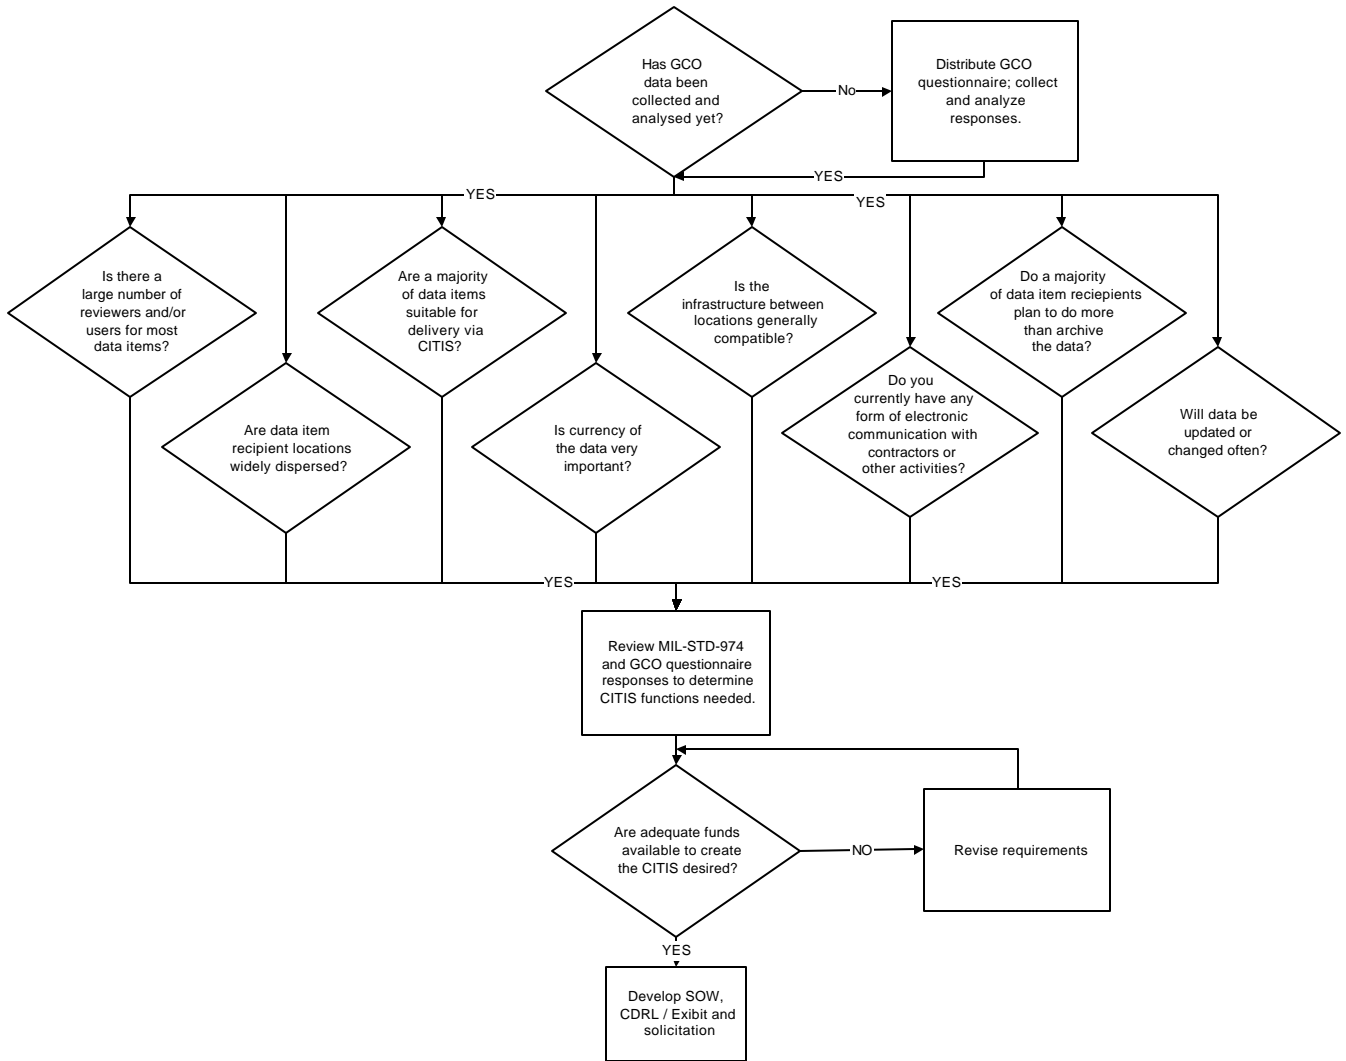 Has GCO
data been
collected and
analysed yet?
No
Distribute GCO
questionnaire; collect
and analyze
responses.
YES
YES
YES
Is there a
large number of
reviewers and/or
users for most
data items?
Are data item
recipient locations
widely dispersed?
Are a majority
of data items
suitable for
delivery via
CITIS?
Is currency of
the data very
important?
Is the
infrastructure between
locations generally
compatible?
Do you
currently have any
form of electronic
communication with
contractors or
other activities?
Do a majority
of data item reciepients
plan to do more
than archive
the data?
Will data be
updated or
changed often?
YES
YES
Review MIL-STD-974
and GCO questionnaire
responses to determine
CITIS functions needed.
Are adequate funds
available to create
the CITIS desired?
NO
Revise requirements
YES
Develop SOW,
CDRL / Exibit and
solicitation